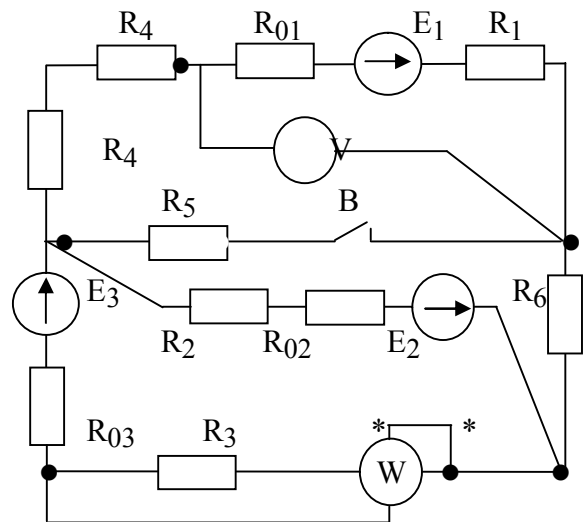 R4 R01 E1 R1
R4
V
R5 B
E3 R6
R2 R02 E2
R03 R3 * *
W